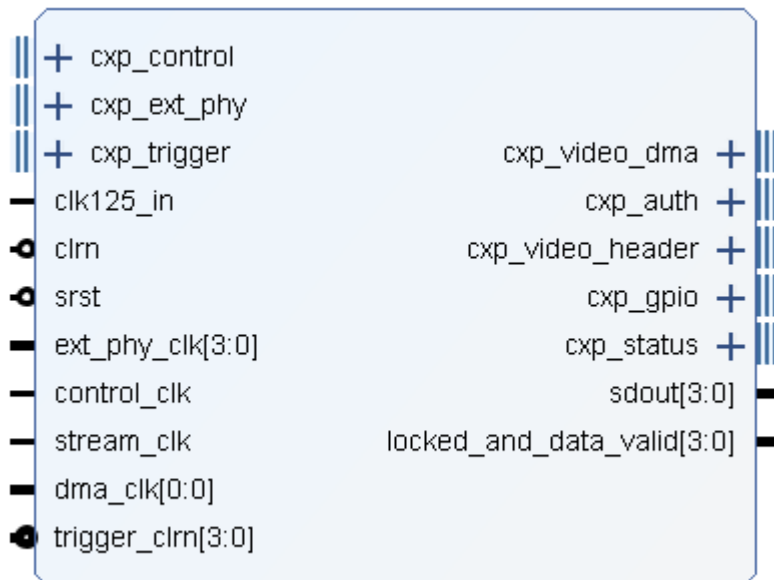 cxp_control
cxp_ext_phy
cxp_trigger
clk125_in
clrn
srst
ext_phy_clk[3:0]
control_clk
stream_clk
dma_clk[0:0]
trigger_clrn[3:0]
cxp_video_dma
cxp_auth
cxp_video_header
cxp_gpio
cxp_status
sdout[3:0]
locked_and_data_valid[3:0]